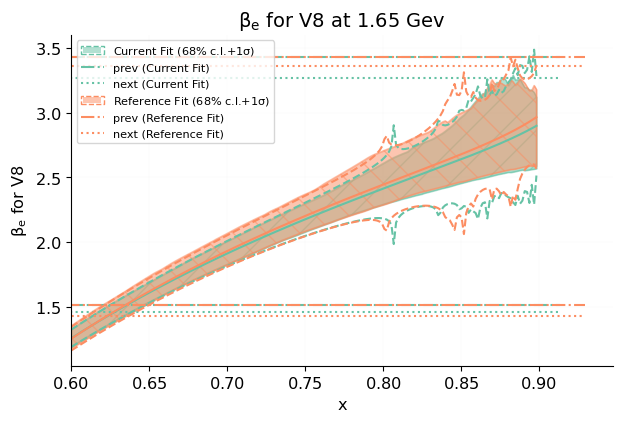 βe for V8 at 1.65 Gev
Current Fit (68% c.l.+1σ)
prev (Current Fit)
next (Current Fit)
Reference Fit (68% c.l.+1σ)
prev (Reference Fit)
next (Reference Fit)
βe for V8
3.5
3.0
2.5
2.0
1.5
0.60 0.65 0.70 0.75 0.80 0.85 0.90
x